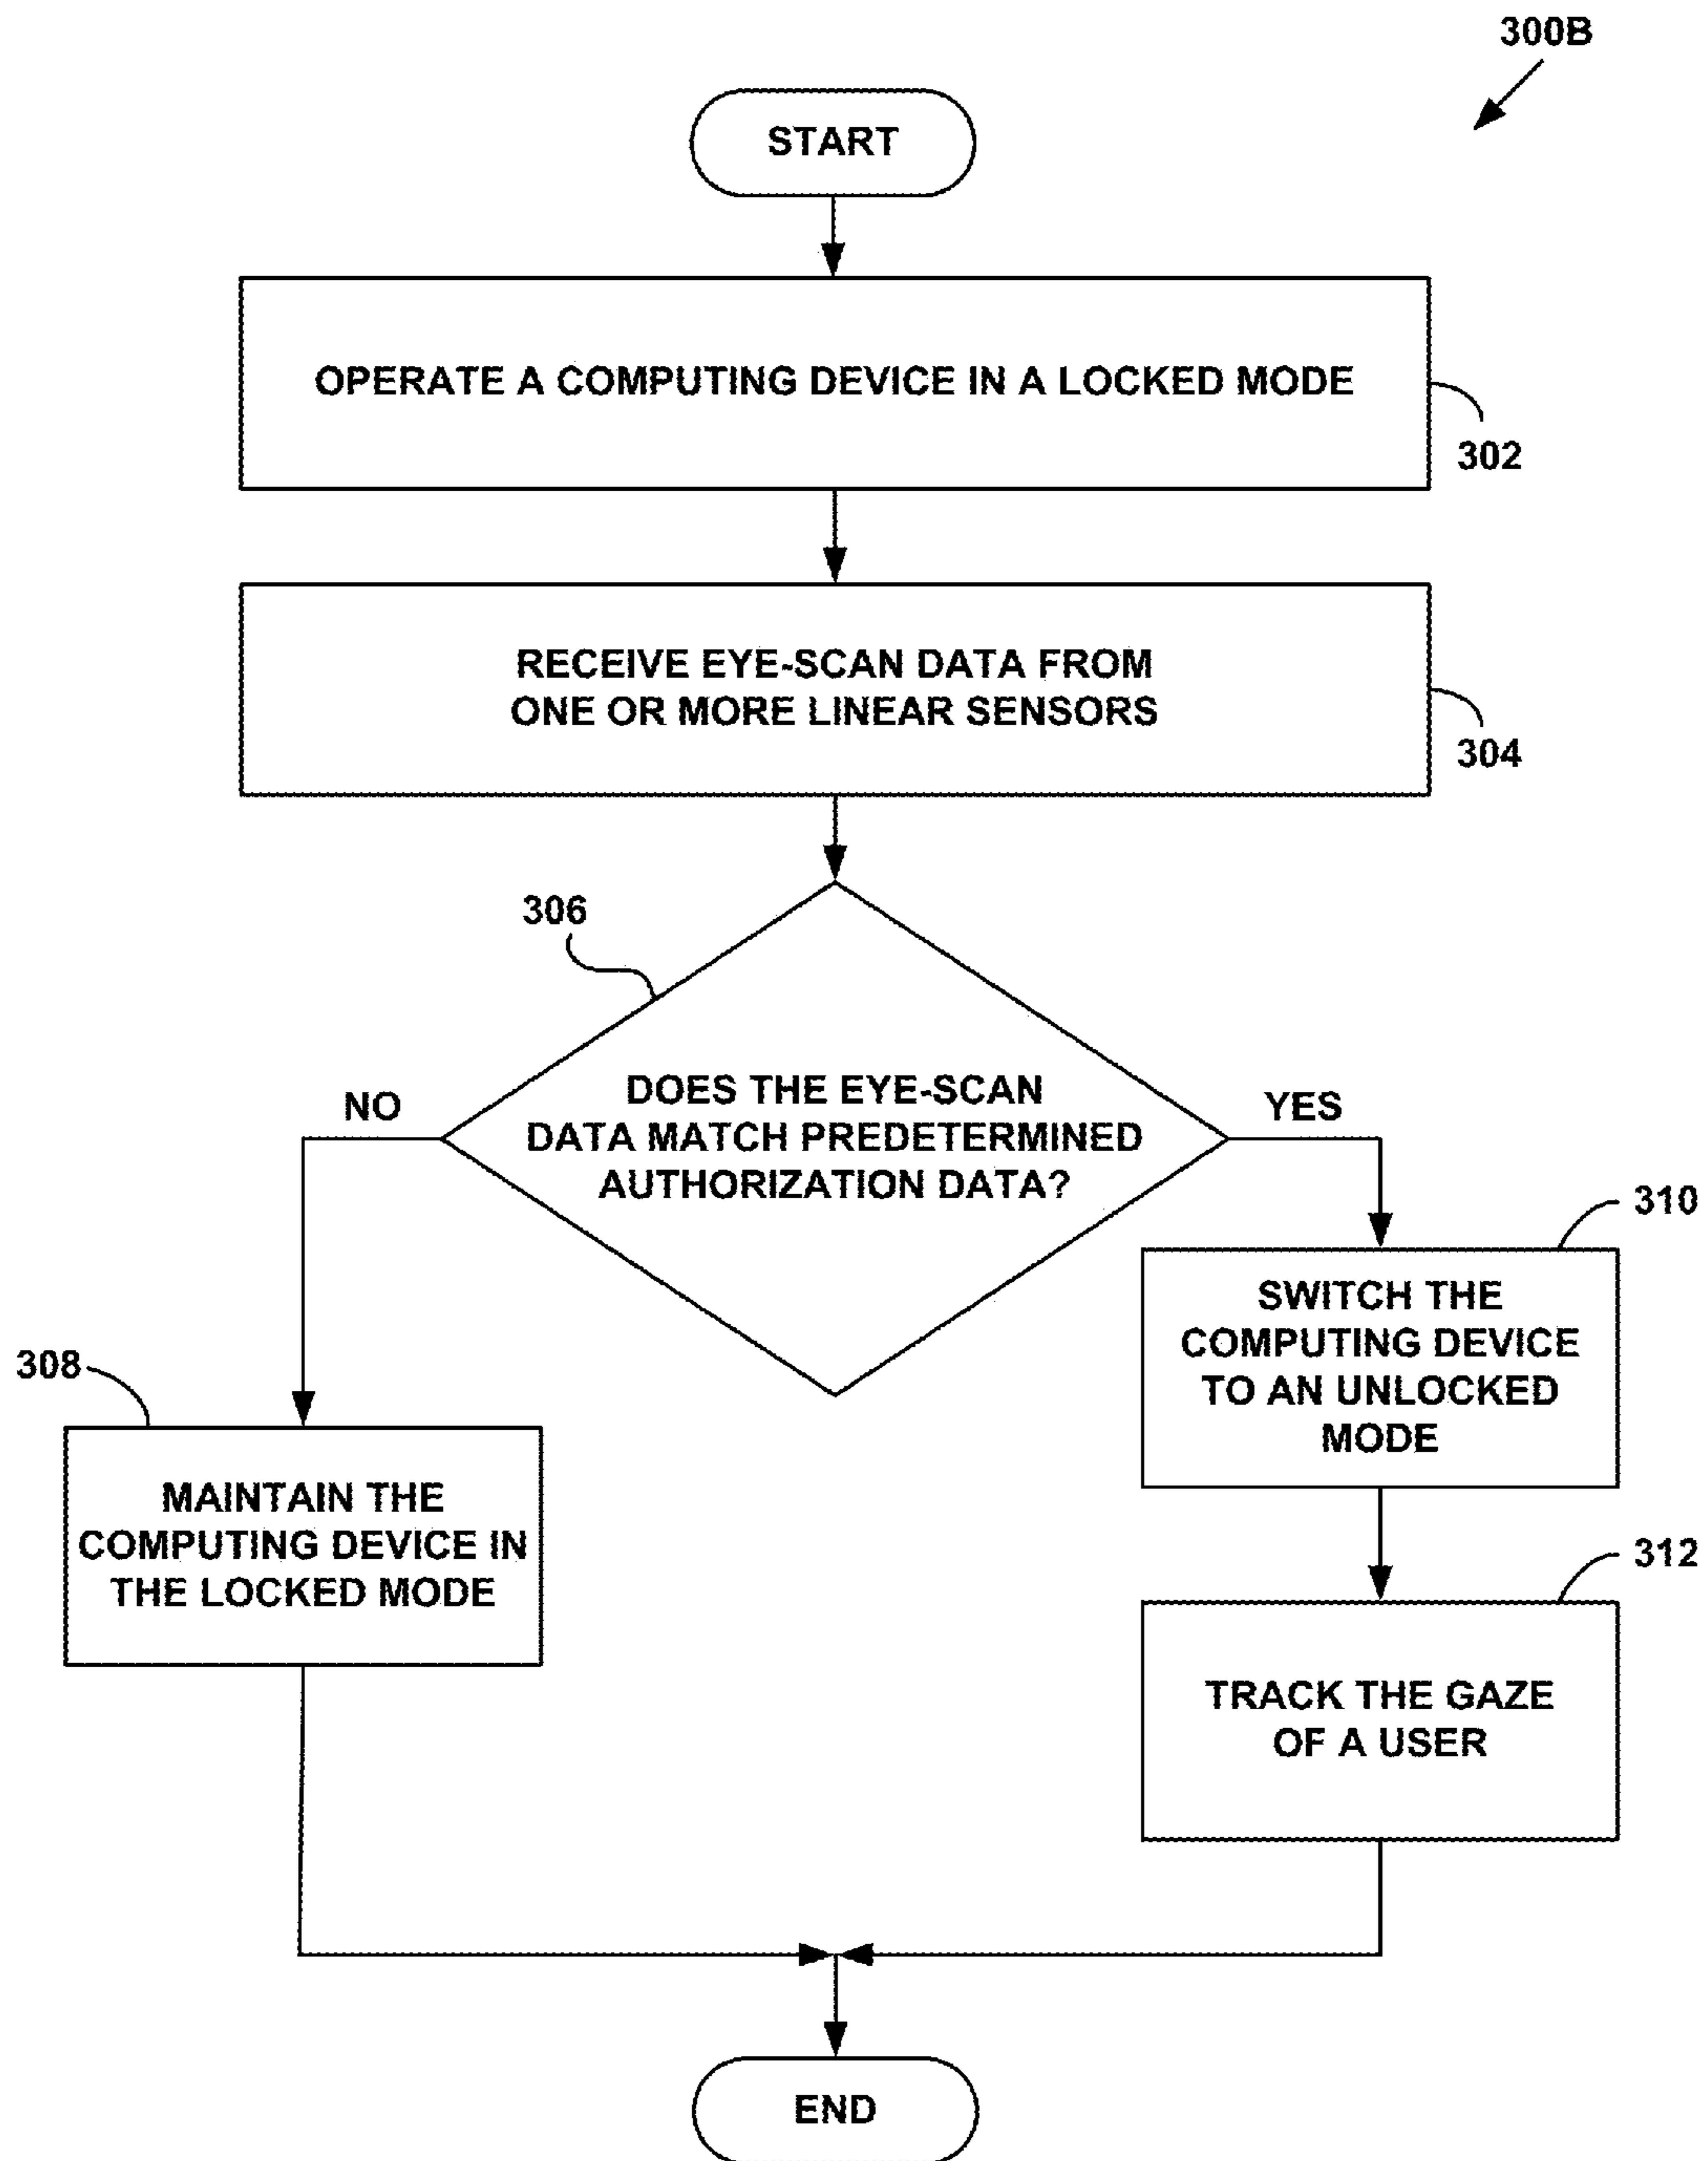 300B
START
OPERATE A COMPUTING DEVICE IN A LOCKED MODE
302
RECEIVE EYE-SCAN DATA FROM
ONE OR MORE LINEAR SENSORS
304
306
DOES THE EYE-SCAN
DATA MATCH PREDETERMINED
AUTHORIZATION DATA?
NO
YES
310
SWITCH THE
COMPUTING DEVICE
TO AN UNLOCKED
MODE
308
MAINTAIN THE
COMPUTING DEVICE IN
THE LOCKED MODE
312
TRACK THE GAZE
OF A USER
END